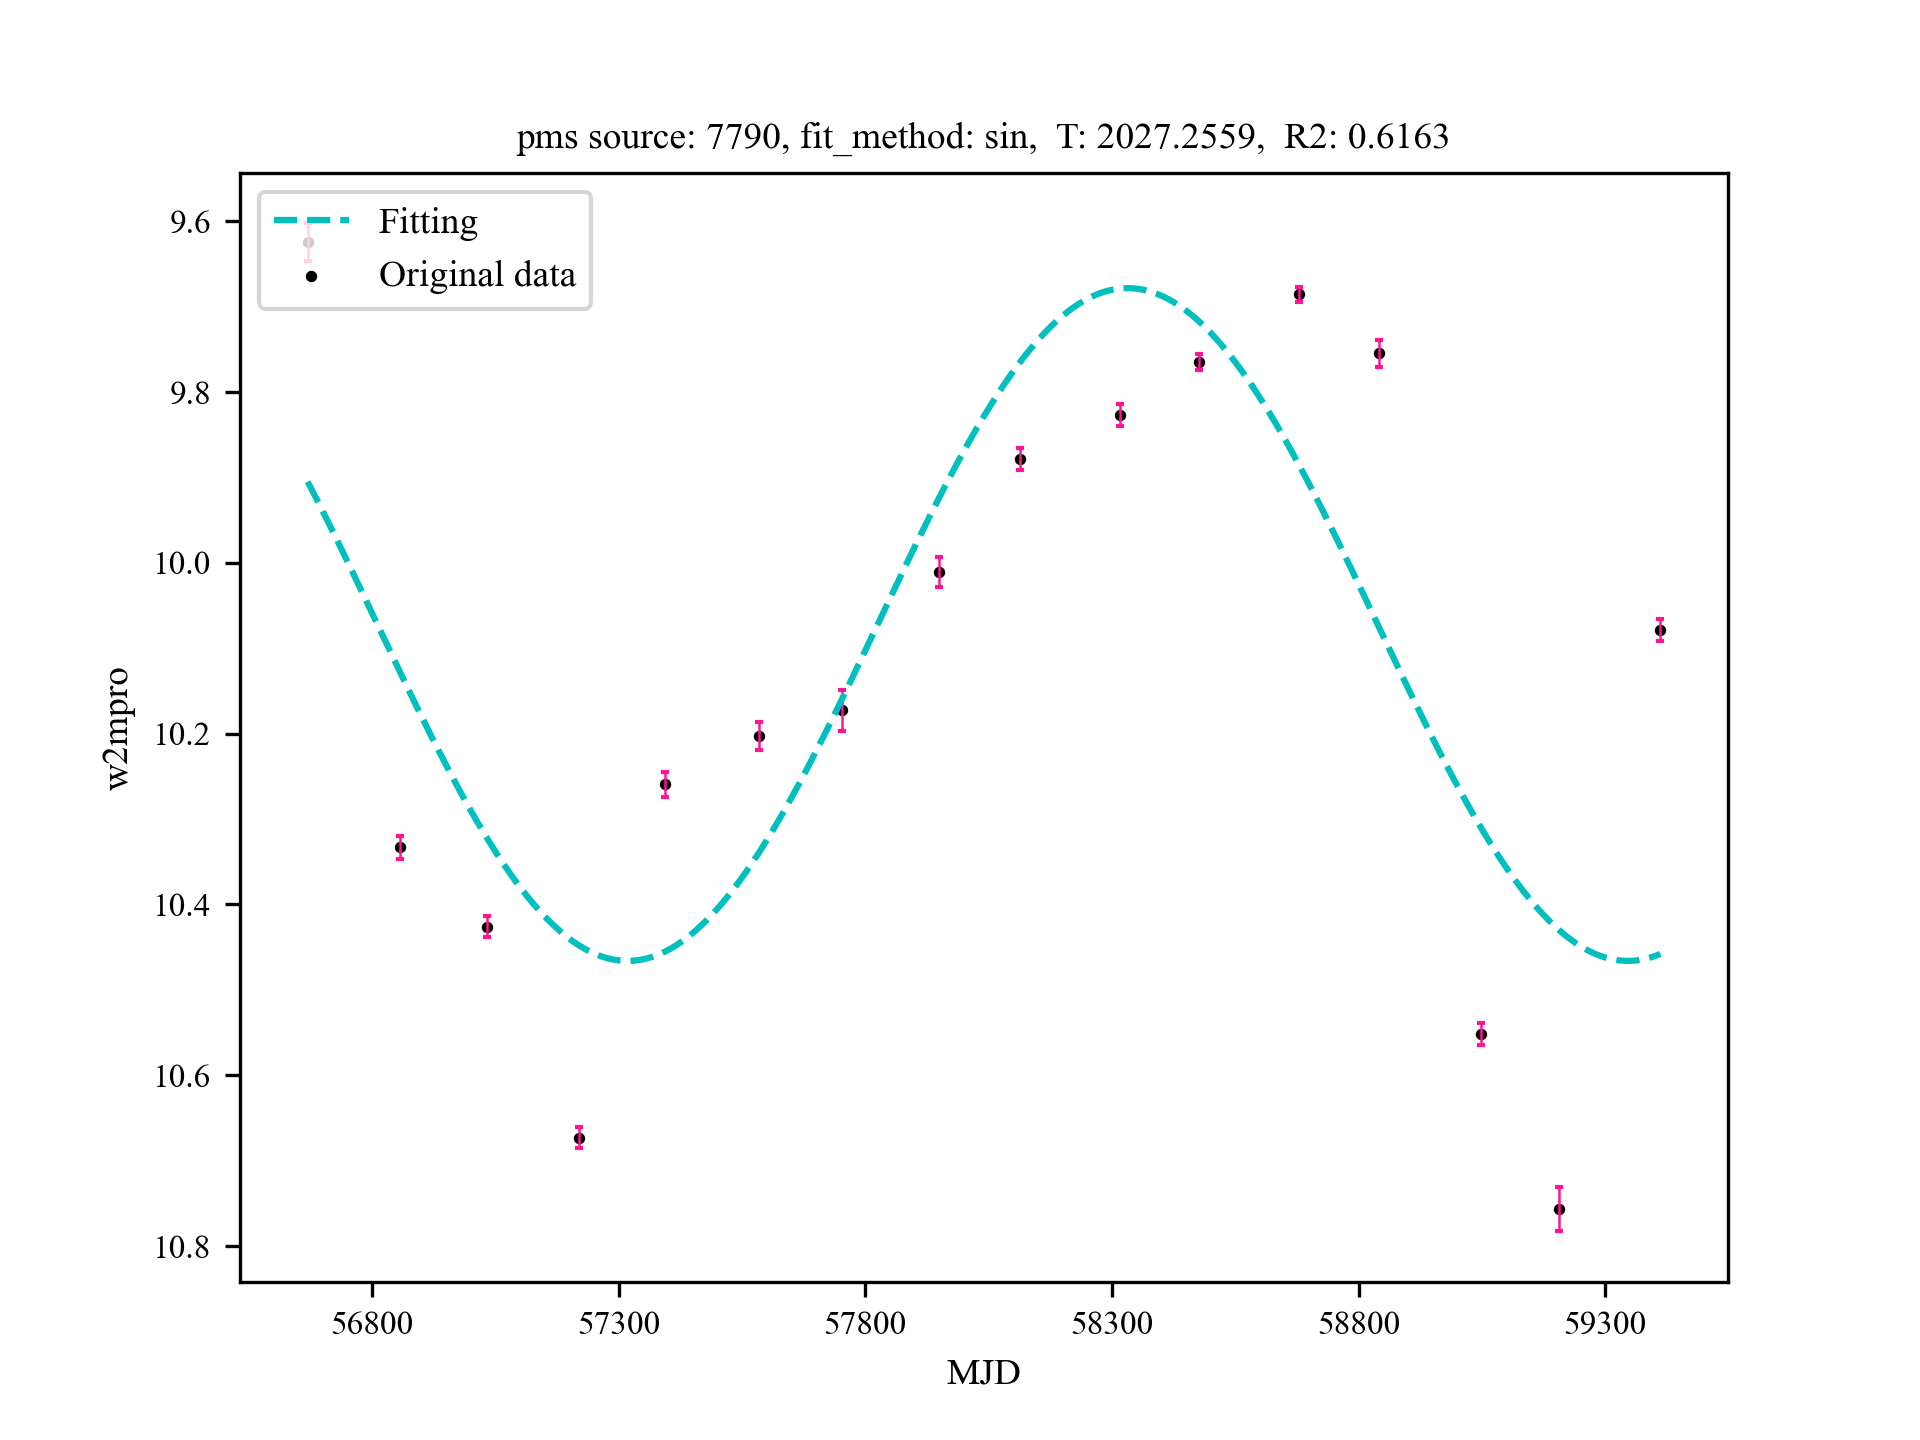 pms source: 7790, fit_method: sin, T: 2027.2559, R2: 0.6163
Fitting
Original data
9.6
9.8
10.0
10.2
10.4
10.6
10.8
w2mpro
56800 57300 57800 58300 58800 59300
MJD